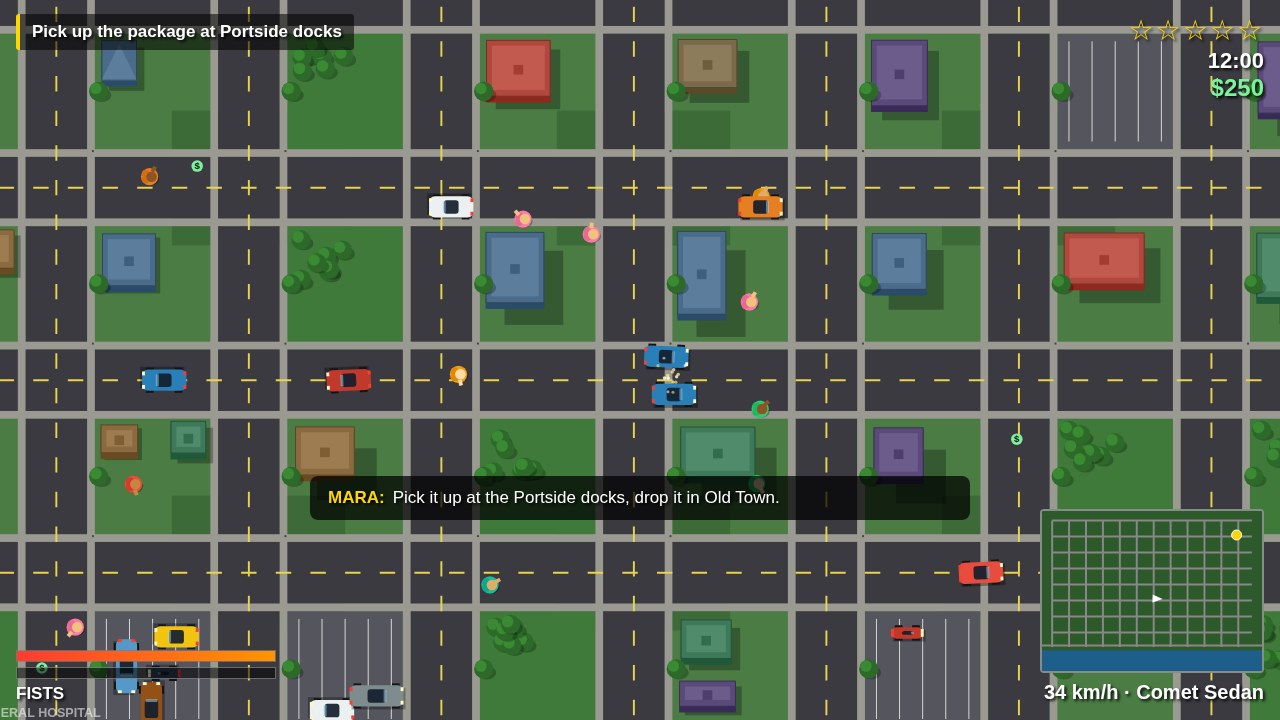 Pick up the package at Portside docks
☆☆☆☆☆
12:00
$250
MARA: Pick it up at the Portside docks, drop it in Old Town.
FISTS
ERAL HOSPITAL
34 km/h · Comet Sedan